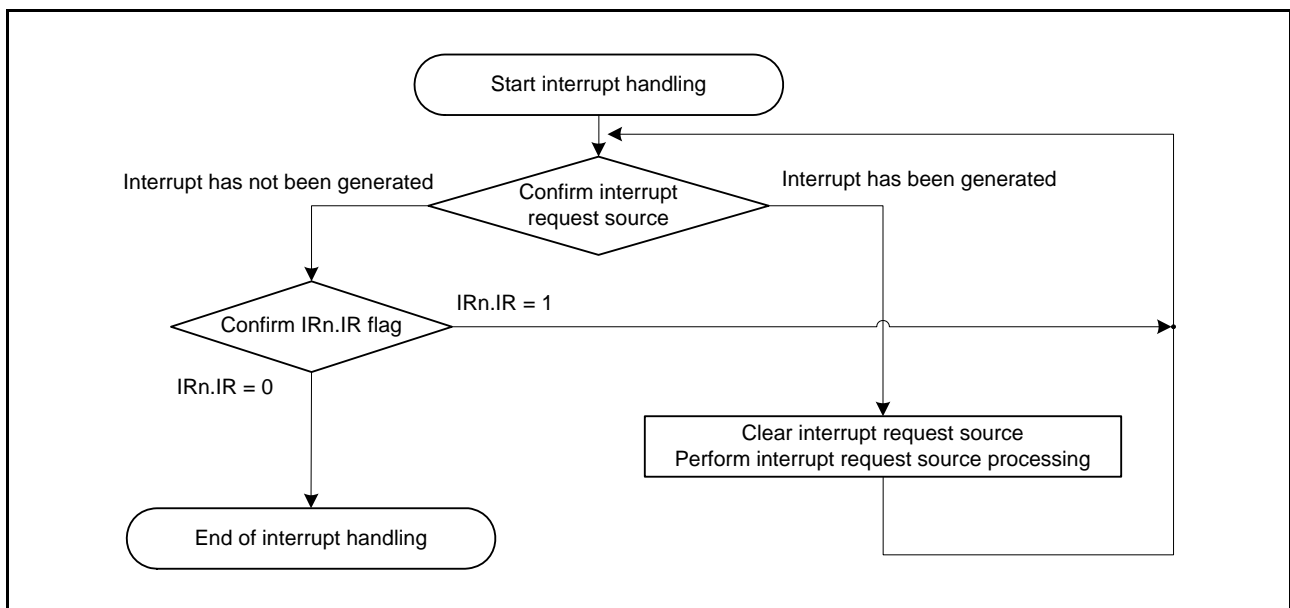 Start interrupt handling
Interrupt has not been generated
Interrupt has been generated
Confirm interrupt
request source
IRn.IR = 1
Confirm IRn.IR flag
IRn.IR = 0
Clear interrupt request source
Perform interrupt request source processing
End of interrupt handling